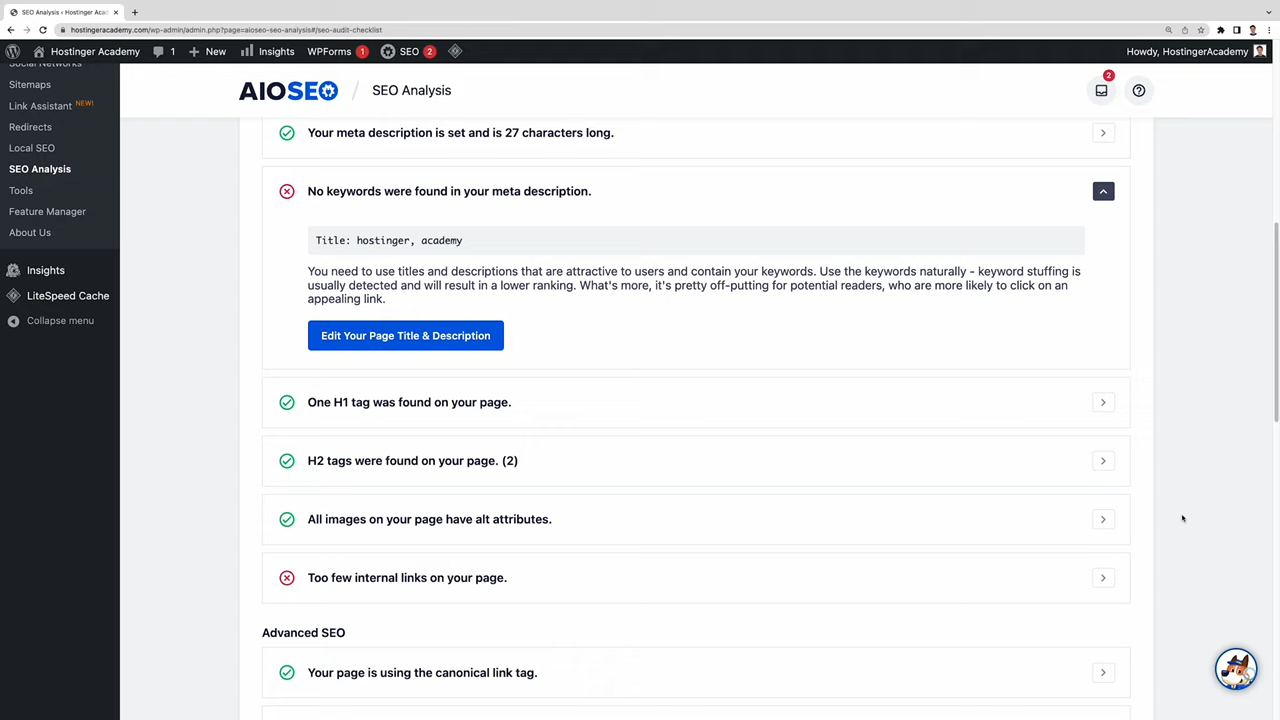 SEO Analysis ‹ Hostinger Acad
hostingeracademy.com/wp-admin/admin.php?page=aioseo-seo-analysis#/seo-audit-checklist
Hostinger Academy 1 New Insights WPForms 1 SEO 2 Howdy, HostingerAcademy
Social Networks
Sitemaps
Link Assistant NEW!
Redirects
Local SEO
SEO Analysis
Tools
Feature Manager
About Us
Insights
LiteSpeed Cache
Collapse menu
AIOSEO / SEO Analysis 2
Your meta description is set and is 27 characters long.
No keywords were found in your meta description.
Title: hostinger, academy
You need to use titles and descriptions that are attractive to users and contain your keywords. Use the keywords naturally - keyword stuffing is
usually detected and will result in a lower ranking. What's more, it's pretty off-putting for potential readers, who are more likely to click on an
appealing link.
Edit Your Page Title & Description
One H1 tag was found on your page.
H2 tags were found on your page. (2)
All images on your page have alt attributes.
Too few internal links on your page.
Advanced SEO
Your page is using the canonical link tag.